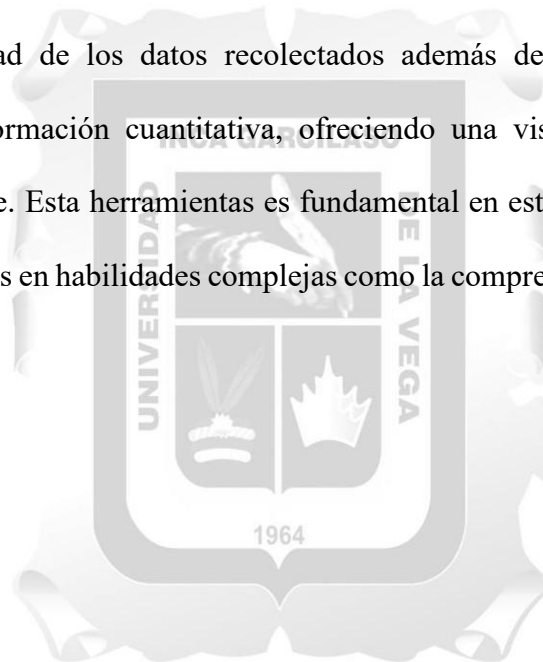 ad de los datos recolectados además de
formación cuantitativa, ofreciendo una vis
e. Esta herramientas es fundamental en est
s en habilidades complejas como la compre
UNIVERSIDAD
INCA GARCILASO
DE LA VEGA
1964